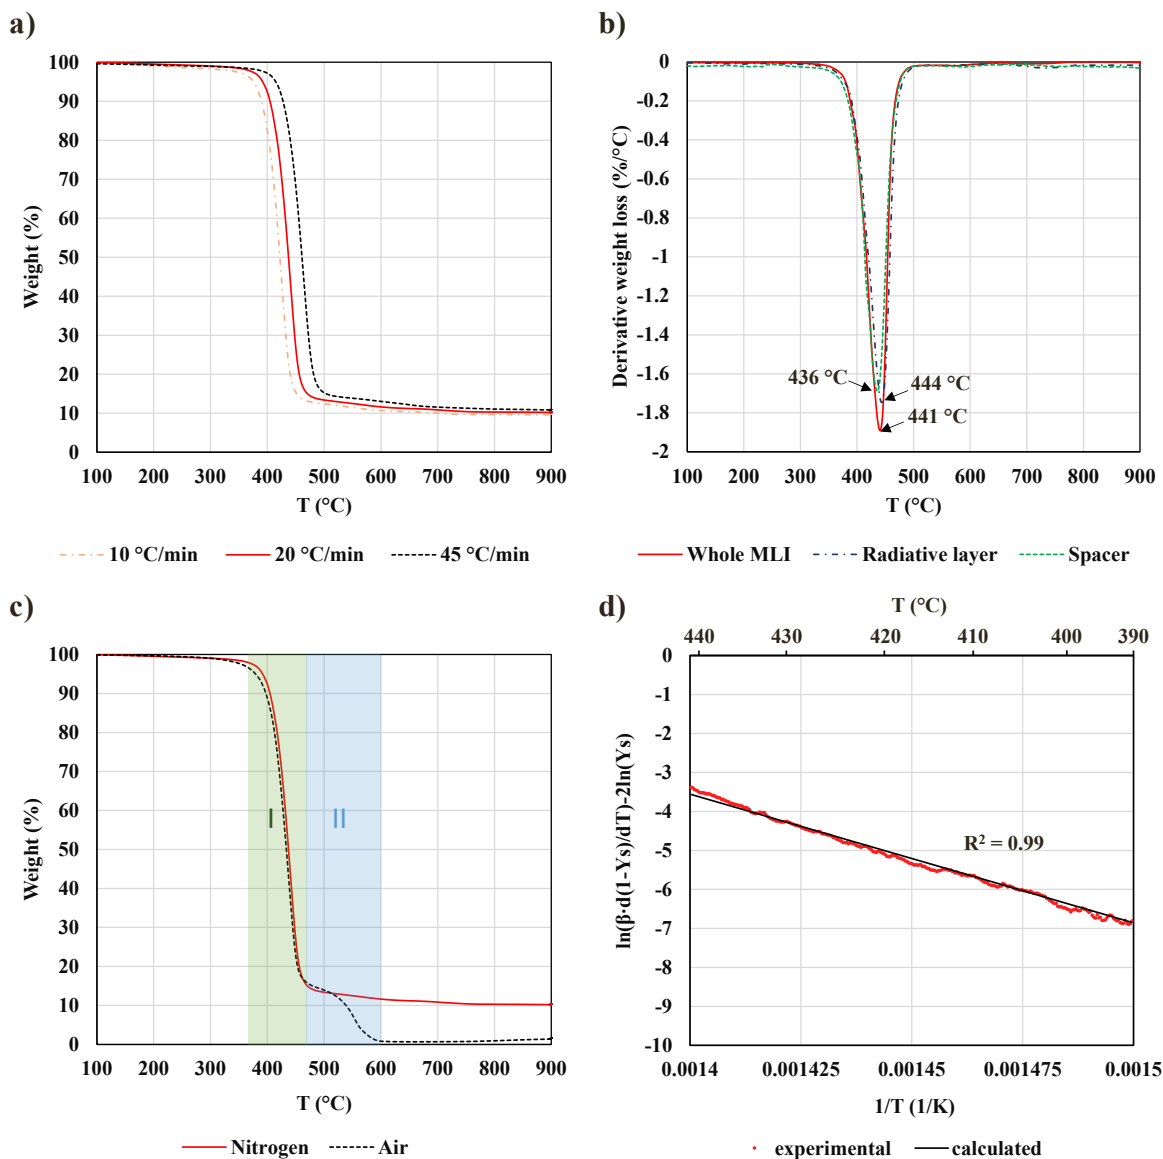 a)
100
90
80
70
60
50
40
30
20
10
0
Weight (%)
100 200 300 400 500 600 700 800 900
T (°C)
10 °C/min 20 °C/min 45 °C/min
b)
0
-0.2
-0.4
-0.6
-0.8
-1
-1.2
-1.4
-1.6
-1.8
-2
Derivative weight loss (%/°C)
436 °C
444 °C
441 °C
100 200 300 400 500 600 700 800 900
T (°C)
Whole MLI Radiative layer Spacer
c)
100
90
80
70
60
50
40
30
20
10
0
Weight (%)
I II
100 200 300 400 500 600 700 800 900
T (°C)
Nitrogen Air
d)
T (°C)
440 430 420 410 400 390
0
-1
-2
-3
-4
-5
-6
-7
-8
-9
-10
ln(β·d(1-Ys)/dT)-2ln(Ys)
R² = 0.99
0.0014 0.001425 0.00145 0.001475 0.0015
1/T (1/K)
experimental calculated